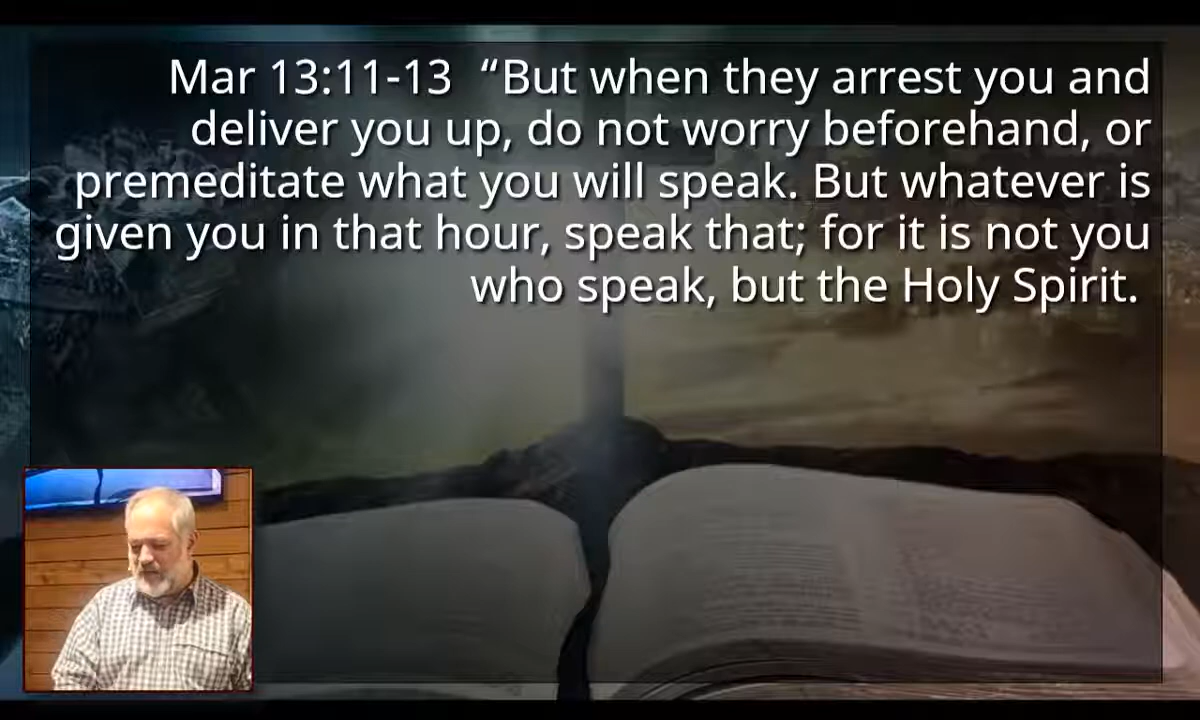 Mar 13:11-13 “But when they arrest you and
deliver you up, do not worry beforehand, or
premeditate what you will speak. But whatever is
given you in that hour, speak that; for it is not you
who speak, but the Holy Spirit.